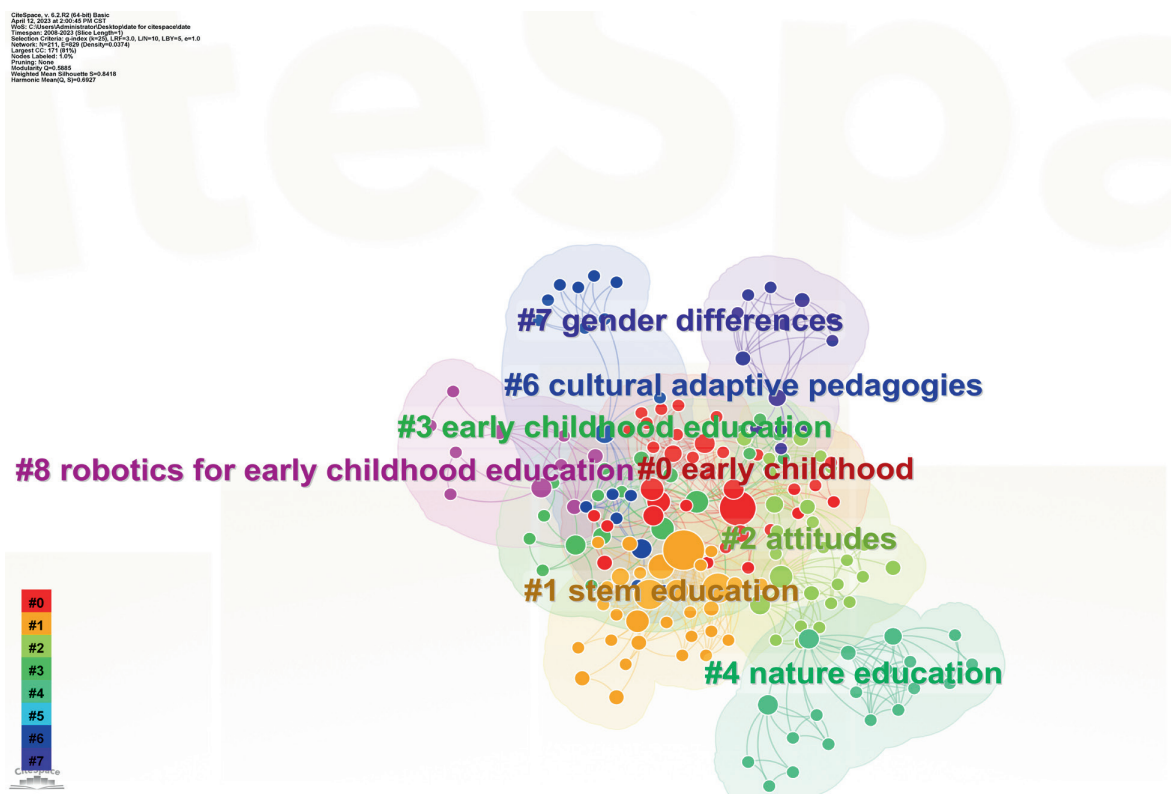 CiteSpace, v. 6.2.R2 (64-bit) Basic
April 12, 2023 at 2:00:45 PM CST
WoS: C:\Users\Administrator\Desktop\date for citespace\date
Timespan: 2008-2023 (Slice Length=1)
Selection Criteria: g-index (k=25), LRF=3.0, L/N=10, LBY=5, e=1.0
Network: N=211, E=829 (Density=0.0374)
Largest CC: 171 (81%)
Nodes Labeled: 1.0%
Pruning: None
Modularity Q=0.5885
Weighted Mean Silhouette S=0.8418
Harmonic Mean(Q, S)=0.6927
iteSpa
#7 gender differences
#6 cultural adaptive pedagogies
#3 early childhood education
#8 robotics for early childhood education
#0 early childhood
#2 attitudes
#1 stem education
#4 nature education
#0
#1
#2
#3
#4
#5
#6
#7
CiteSpace